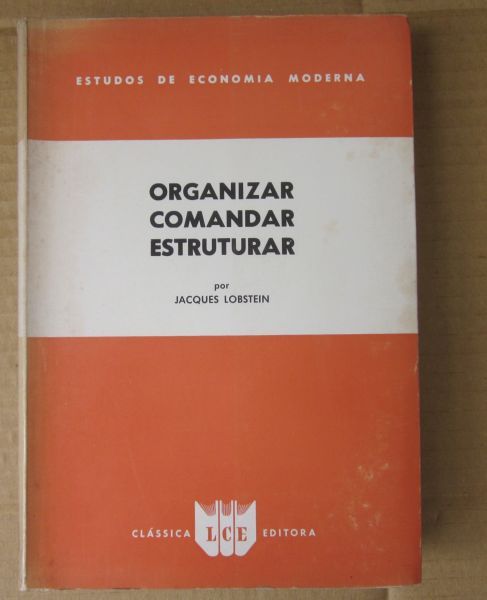 ESTUDOS DE ECONOMIA MODERNA
ORGANIZAR
COMANDAR
ESTRUTURAR
por
JACQUES LOBSTEIN
CLÁSSICA LCE EDITORA